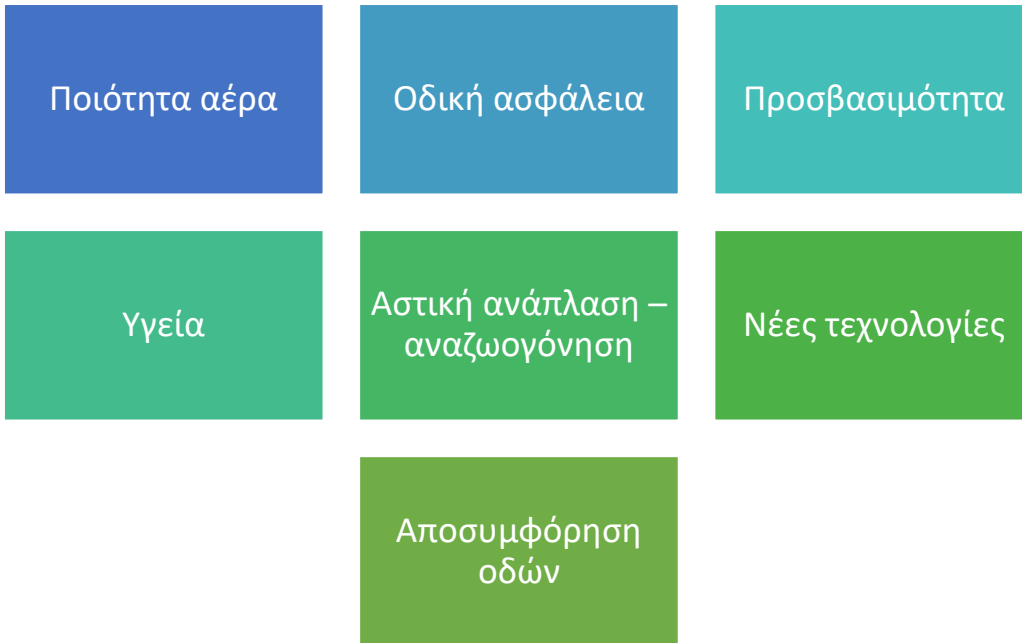 Ποιότητα αέρα
Οδική ασφάλεια
Προσβασιμότητα
Υγεία
Αστική ανάπλαση –
αναζωογόνηση
Νέες τεχνολογίες
Αποσυμφόρηση
οδών